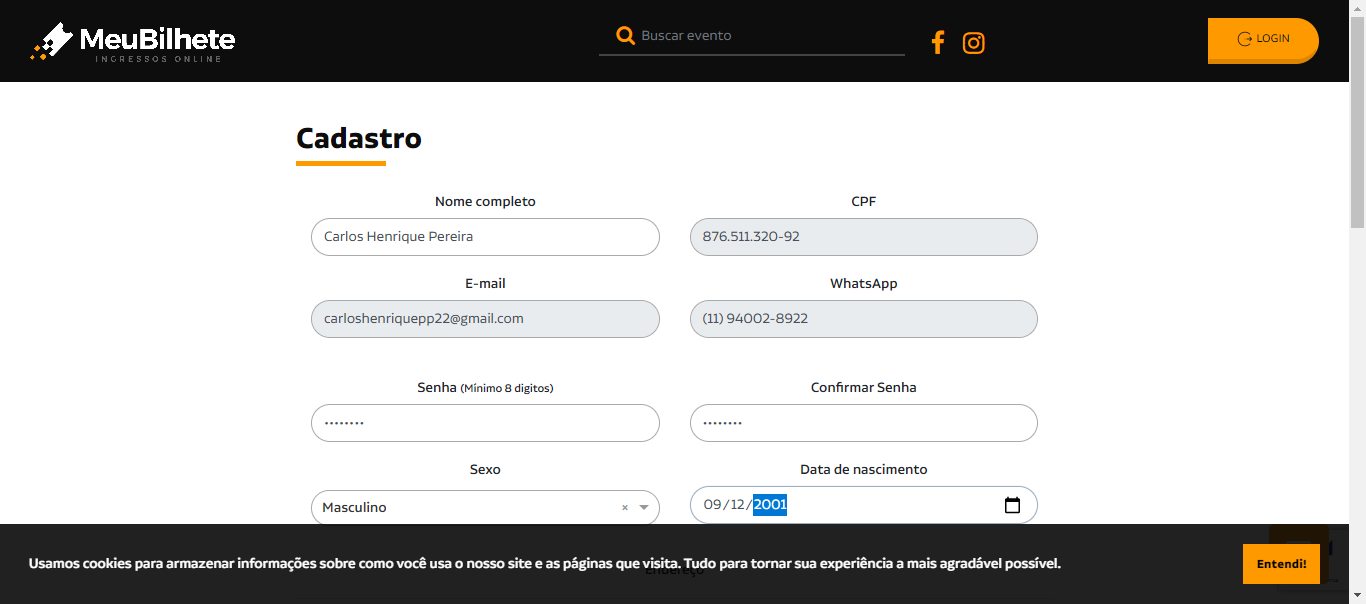 MeuBilhete
INGRESSOS ONLINE
Buscar evento
LOGIN
Cadastro
Nome completo
CPF
Carlos Henrique Pereira
876.511.320-92
E-mail
WhatsApp
carloshenriquepp22@gmail.com
(11) 94002-8922
Senha (Mínimo 8 digitos)
Confirmar Senha
••••••••
••••••••
Sexo
Data de nascimento
Masculino × 
09/12/2001
Usamos cookies para armazenar informações sobre como você usa o nosso site e as páginas que visita. Tudo para tornar sua experiência a mais agradável possível.
Entendi!
Endereço